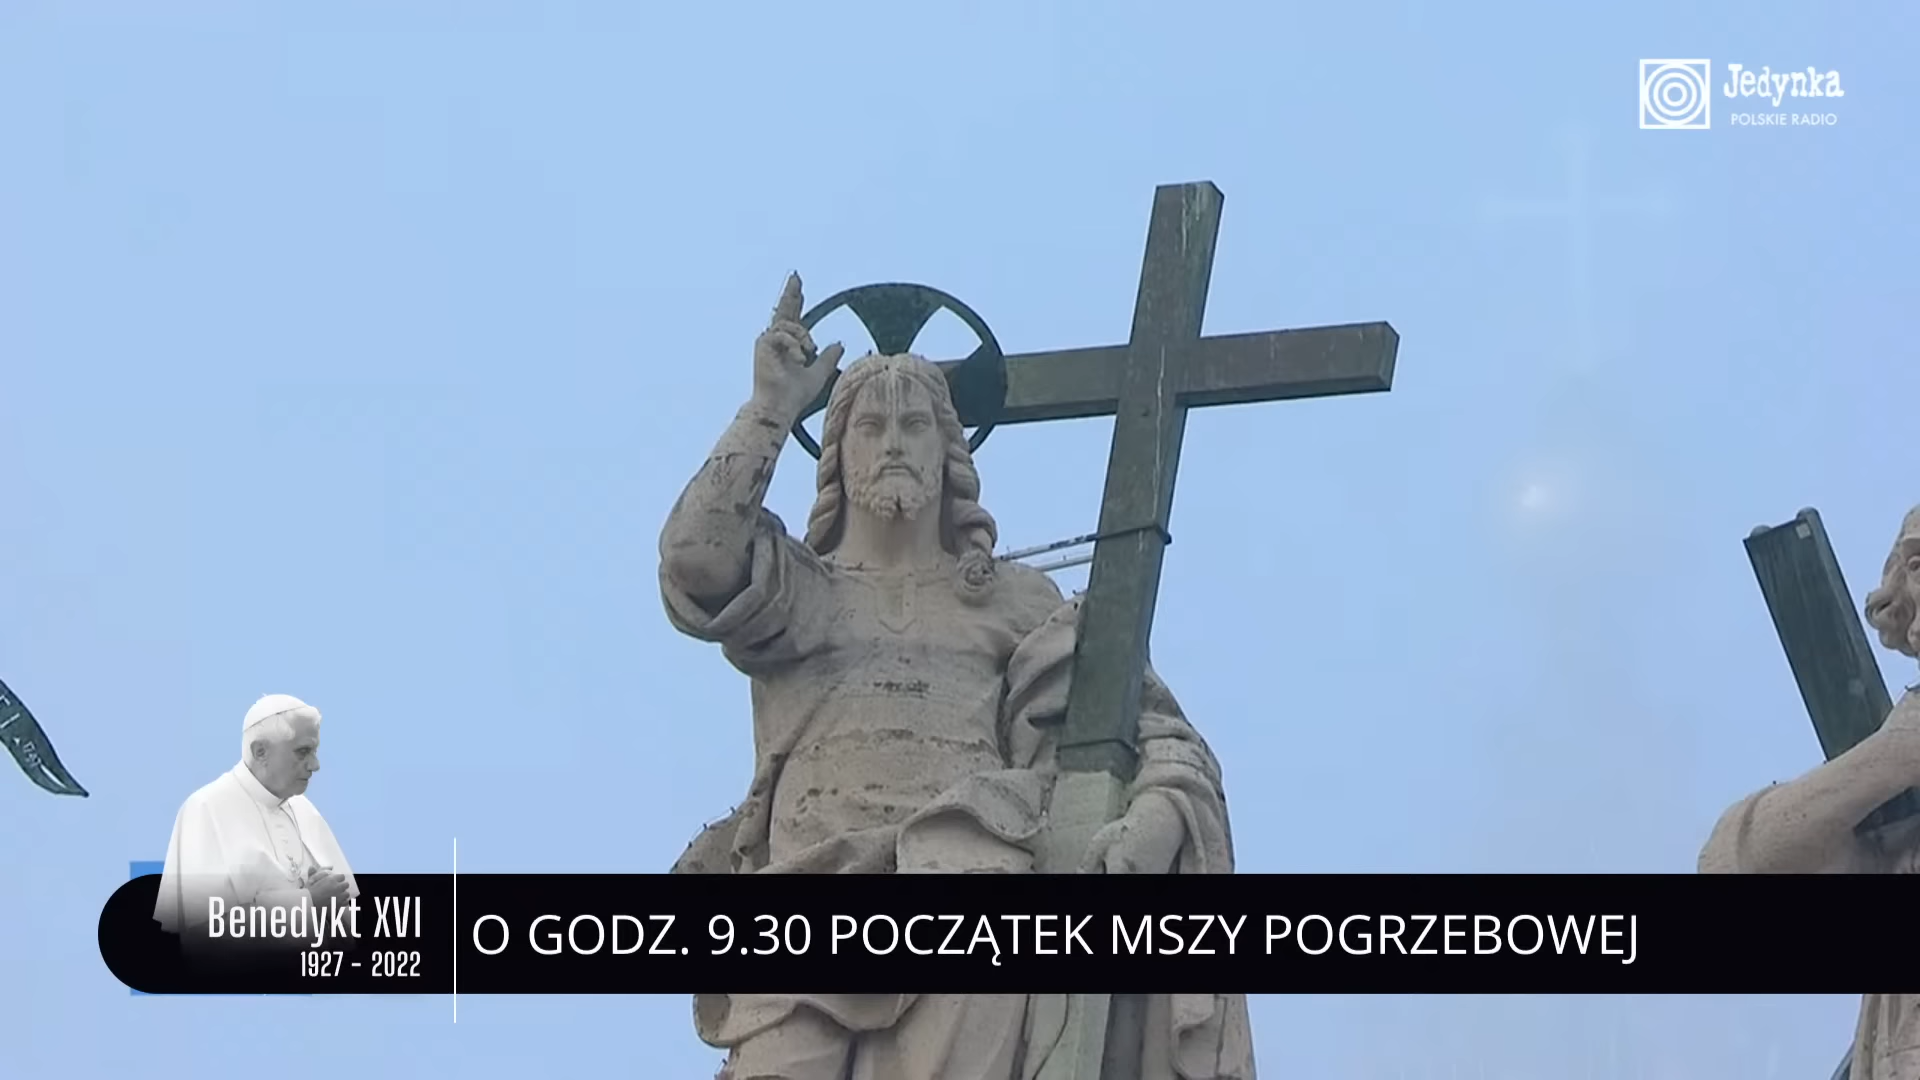 Jedynka
POLSKIE RADIO
Benedykt XVI
1927 - 2022
O GODZ. 9.30 POCZĄTEK MSZY POGRZEBOWEJ